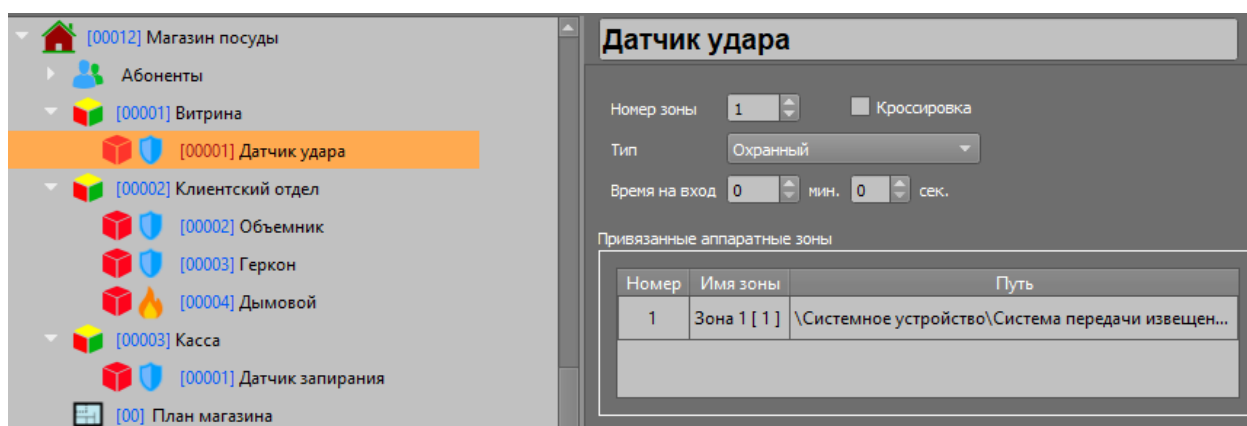 [00012] Магазин посуды
Абоненты
[00001] Витрина
[00001] Датчик удара
[00002] Клиентский отдел
[00002] Объемник
[00003] Геркон
[00004] Дымовой
[00003] Касса
[00001] Датчик запирания
[00] План магазина
Датчик удара
Номер зоны 1 Кроссировка
Тип Охранный
Время на вход 0 мин. 0 сек.
Привязанные аппаратные зоны
Номер Имя зоны Путь
1 Зона 1 [ 1 ] \Системное устройство\Система передачи извещен...